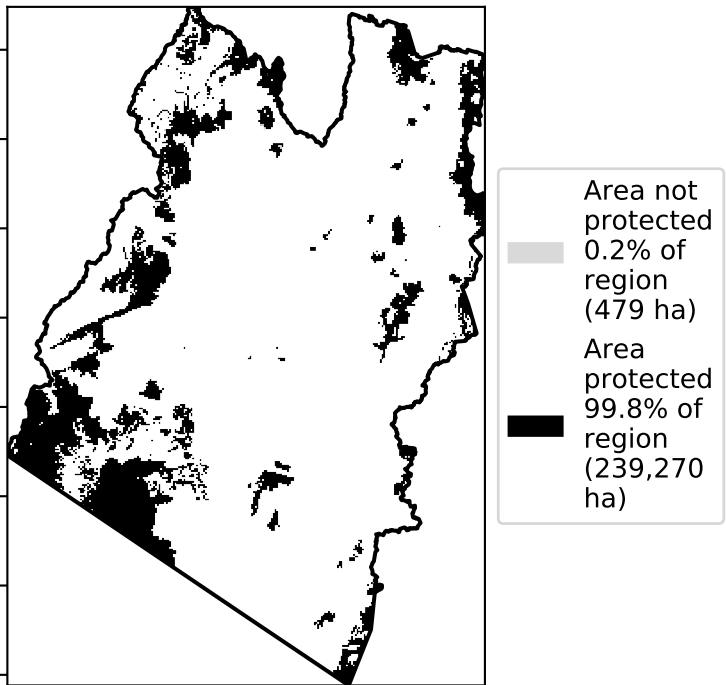 Area not
protected
0.2% of
region
(479 ha)
Area
protected
99.8% of
region
(239,270
ha)